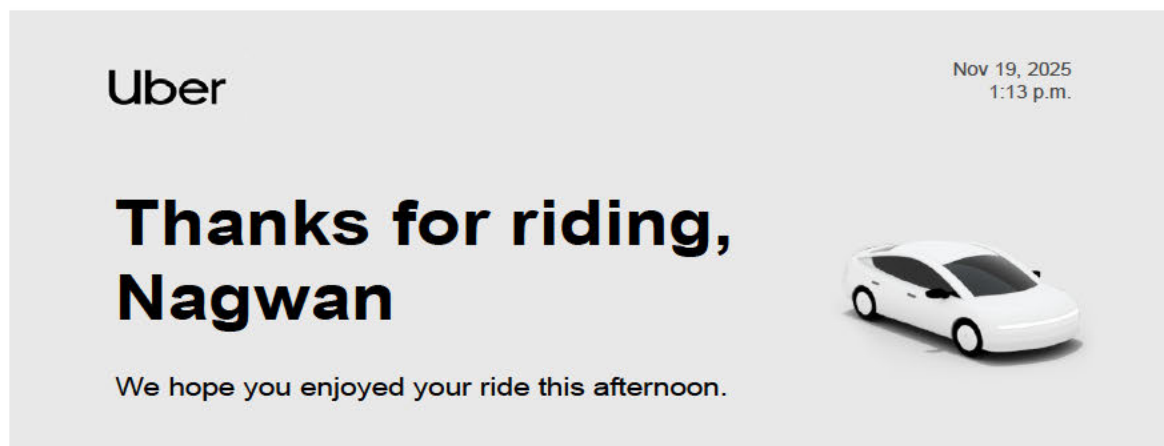 Uber
Nov 19, 2025
1:13 p.m.
Thanks for riding,
Nagwan
We hope you enjoyed your ride this afternoon.